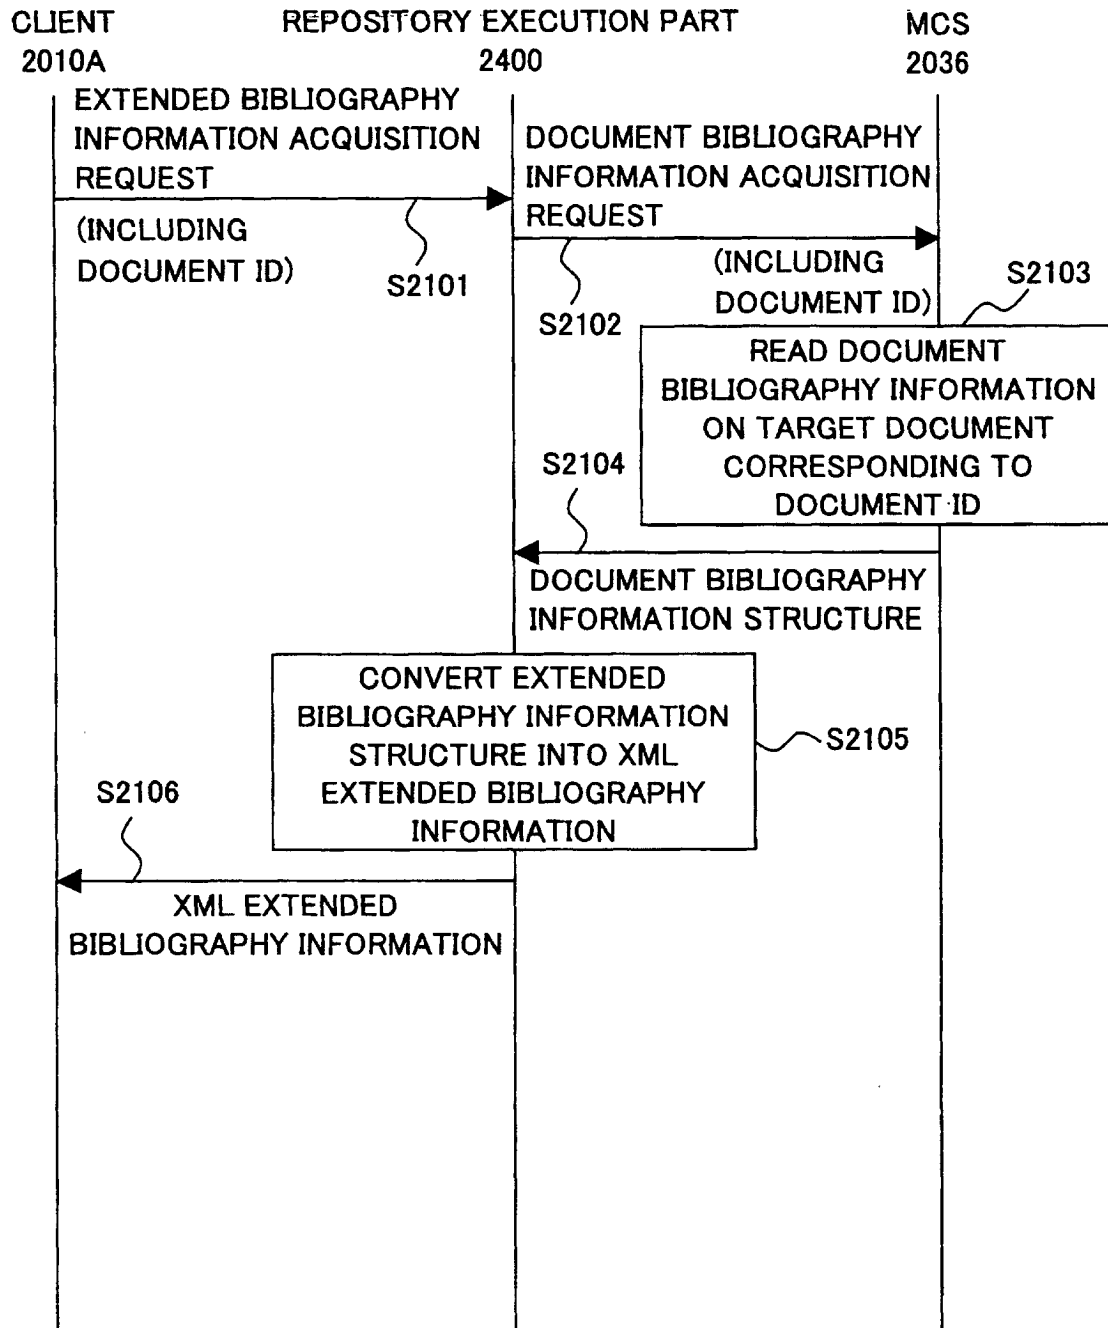 CLIENT
2010A
REPOSITORY EXECUTION PART
2400
MCS
2036
EXTENDED BIBLIOGRAPHY
INFORMATION ACQUISITION
REQUEST
(INCLUDING
DOCUMENT ID)
S2101
DOCUMENT BIBLIOGRAPHY
INFORMATION ACQUISITION
REQUEST
(INCLUDING
DOCUMENT ID)
S2102
S2103
READ DOCUMENT
BIBLIOGRAPHY INFORMATION
ON TARGET DOCUMENT
CORRESPONDING TO
DOCUMENT ID
S2104
DOCUMENT BIBLIOGRAPHY
INFORMATION STRUCTURE
CONVERT EXTENDED
BIBLIOGRAPHY INFORMATION
STRUCTURE INTO XML
EXTENDED BIBLIOGRAPHY
INFORMATION
S2105
S2106
XML EXTENDED
BIBLIOGRAPHY INFORMATION